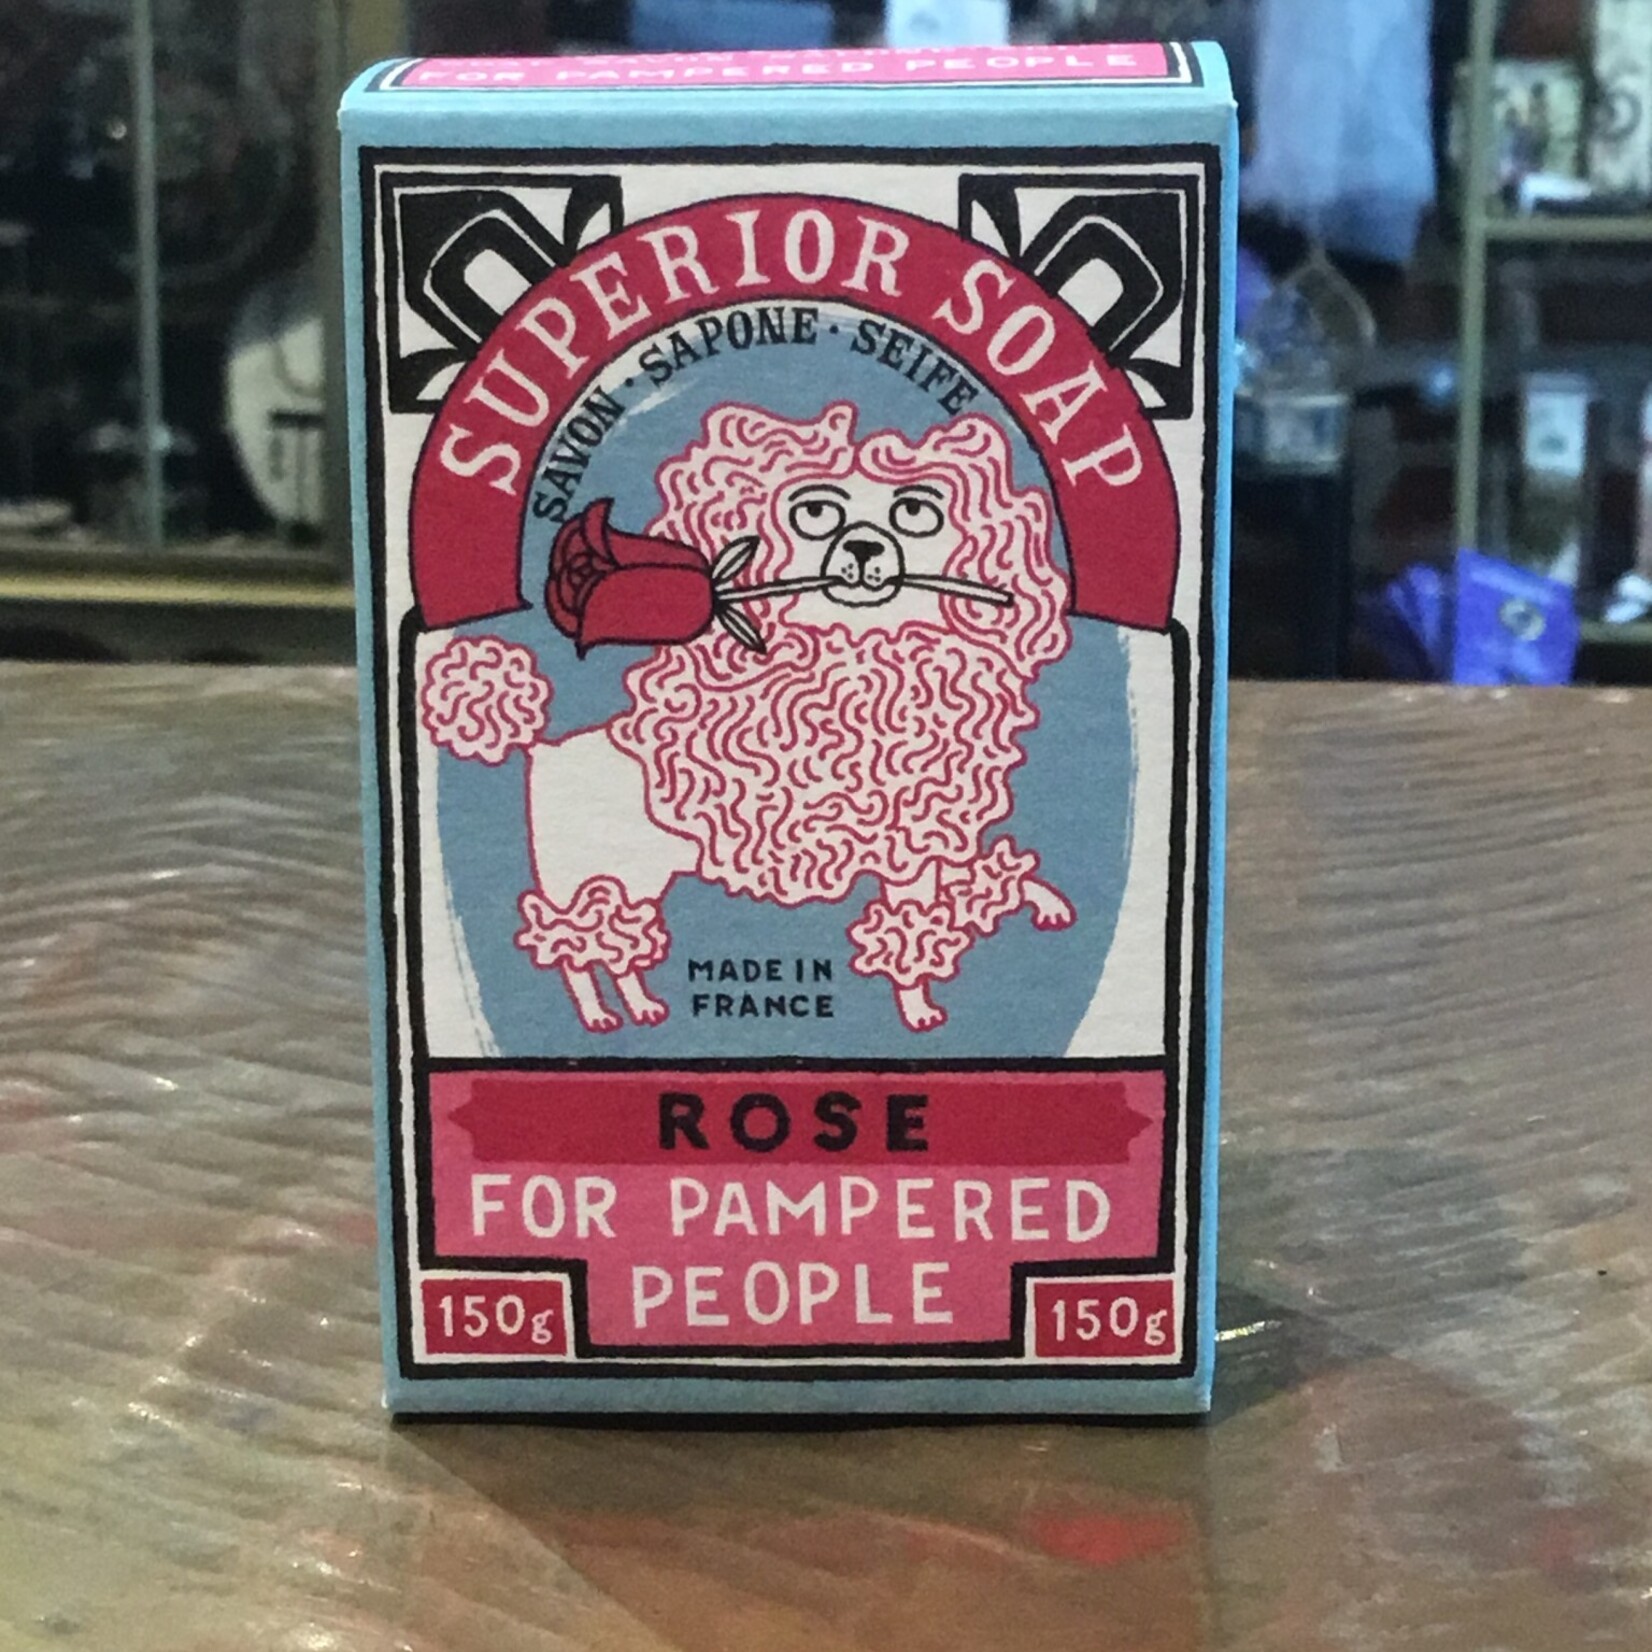 FOR PAMPERED PEOPLE
SUPERIOR SOAP
SAVON · SAPONE · SEIFE
MADE IN
FRANCE
ROSE
FOR PAMPERED
PEOPLE
150g
150g